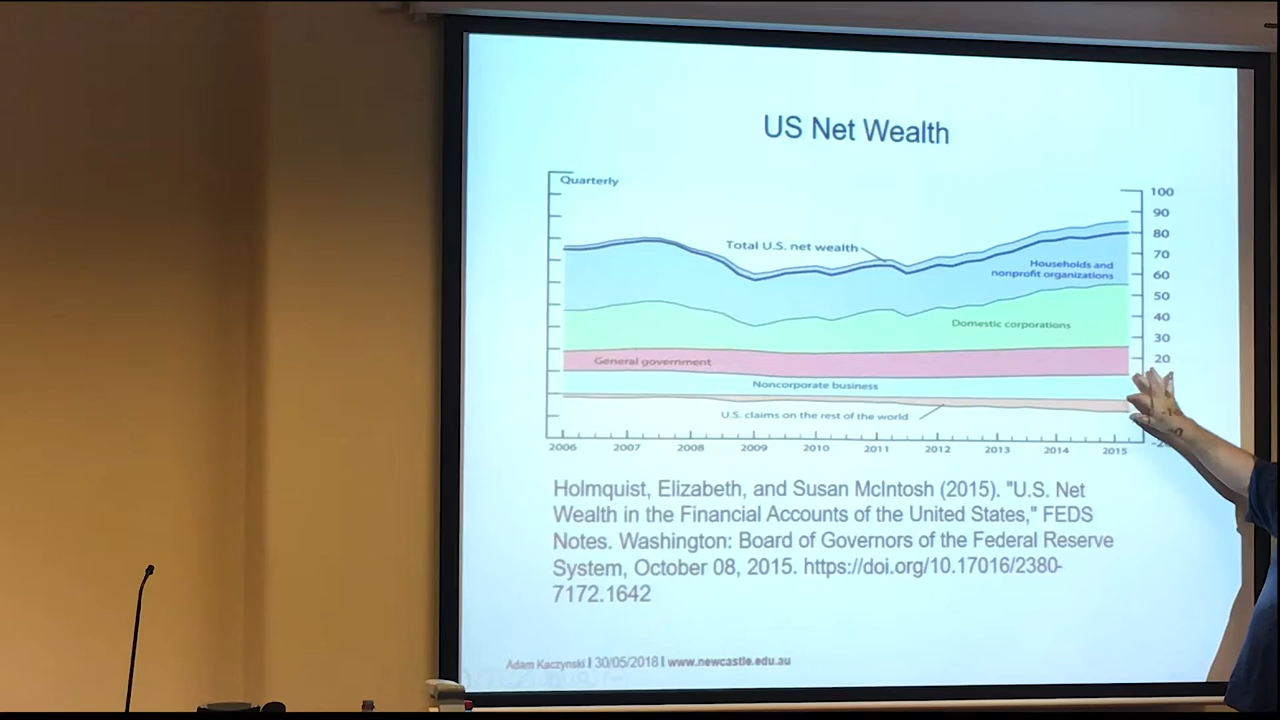 US Net Wealth
Quarterly
100
90
80
70
60
50
40
30
20
Total U.S. net wealth
Households and
nonprofit organizations
Domestic corporations
General government
Noncorporate business
U.S. claims on the rest of the world
2006 2007 2008 2009 2010 2011 2012 2013 2014 2015
Holmquist, Elizabeth, and Susan McIntosh (2015). "U.S. Net
Wealth in the Financial Accounts of the United States," FEDS
Notes. Washington: Board of Governors of the Federal Reserve
System, October 08, 2015. https://doi.org/10.17016/2380-
7172.1642
Adam Kaczynski | 30/05/2018 | www.newcastle.edu.au